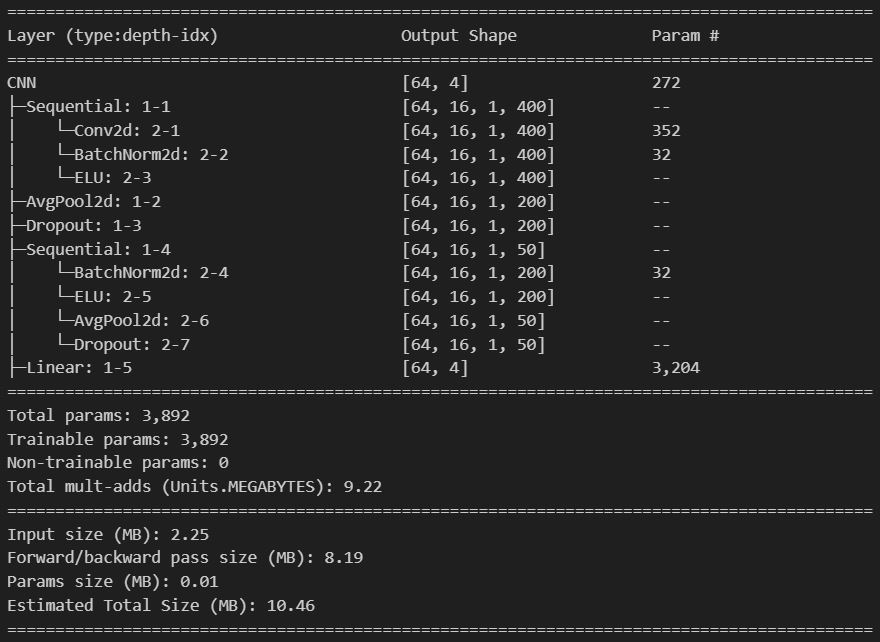 ==========================================================================================
Layer (type:depth-idx)                   Output Shape              Param #
==========================================================================================
CNN                                      [64, 4]                   272
├─Sequential: 1-1                        [64, 16, 1, 400]          --
│    └─Conv2d: 2-1                       [64, 16, 1, 400]          352
│    └─BatchNorm2d: 2-2                  [64, 16, 1, 400]          32
│    └─ELU: 2-3                          [64, 16, 1, 400]          --
├─AvgPool2d: 1-2                         [64, 16, 1, 200]          --
├─Dropout: 1-3                           [64, 16, 1, 200]          --
├─Sequential: 1-4                        [64, 16, 1, 50]           --
│    └─BatchNorm2d: 2-4                  [64, 16, 1, 200]          32
│    └─ELU: 2-5                          [64, 16, 1, 200]          --
│    └─AvgPool2d: 2-6                    [64, 16, 1, 50]           --
│    └─Dropout: 2-7                      [64, 16, 1, 50]           --
├─Linear: 1-5                            [64, 4]                   3,204
==========================================================================================
Total params: 3,892
Trainable params: 3,892
Non-trainable params: 0
Total mult-adds (Units.MEGABYTES): 9.22
==========================================================================================
Input size (MB): 2.25
Forward/backward pass size (MB): 8.19
Params size (MB): 0.01
Estimated Total Size (MB): 10.46
==========================================================================================